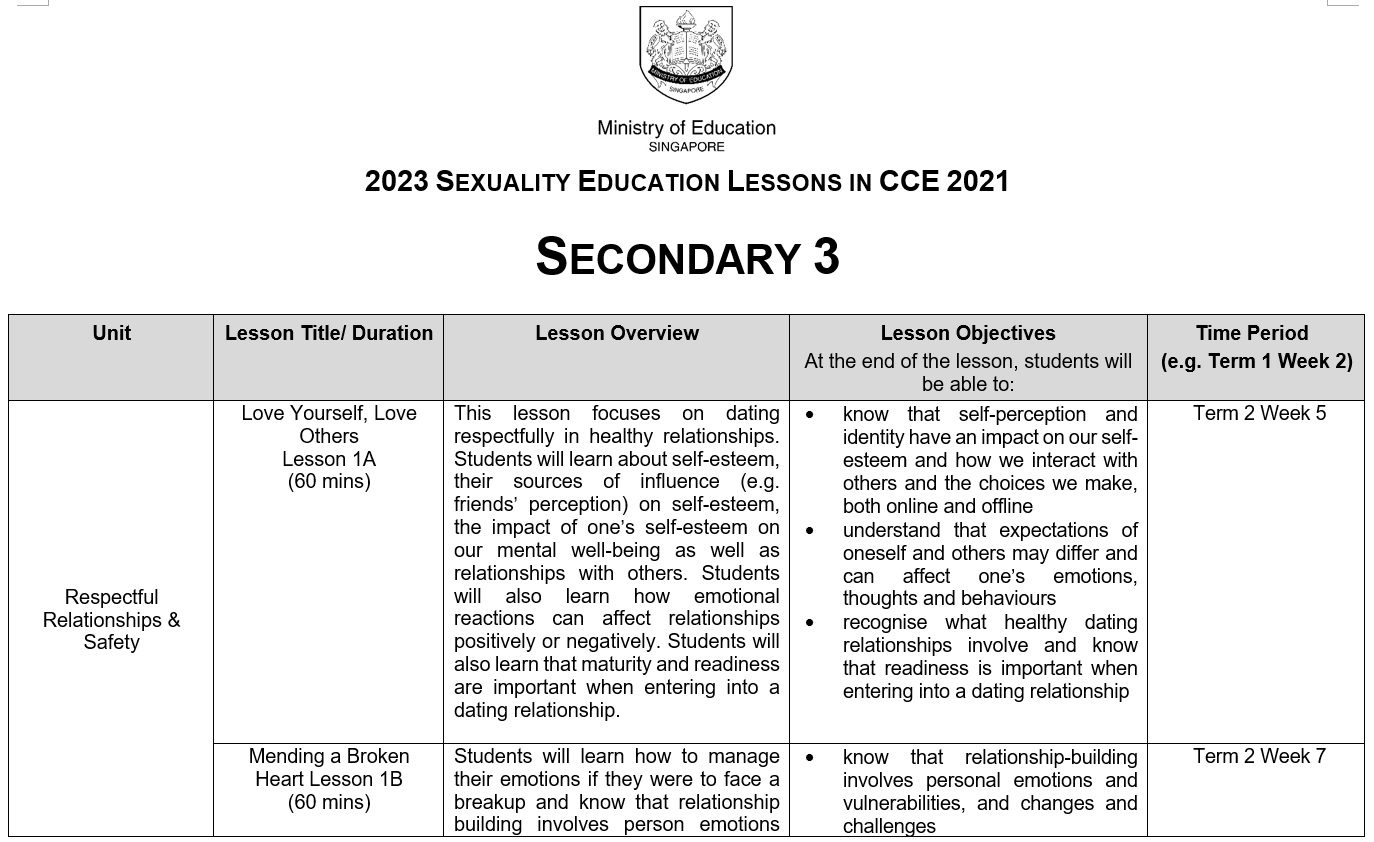 MINISTRY OF EDUCATION
SINGAPORE
Ministry of Education
SINGAPORE
2023 SEXUALITY EDUCATION LESSONS IN CCE 2021
SECONDARY 3
Unit
Lesson Title/ Duration
Lesson Overview
Lesson Objectives
At the end of the lesson, students will
be able to:
Time Period
(e.g. Term 1 Week 2)
Respectful
Relationships &
Safety
Love Yourself, Love
Others
Lesson 1A
(60 mins)
This lesson focuses on dating
respectfully in healthy relationships.
Students will learn about self-esteem,
their sources of influence (e.g.
friends’ perception) on self-esteem,
the impact of one’s self-esteem on
our mental well-being as well as
relationships with others. Students
will also learn how emotional
reactions can affect relationships
positively or negatively. Students will
also learn that maturity and readiness
are important when entering into a
dating relationship.
• know that self-perception and
identity have an impact on our self-
esteem and how we interact with
others and the choices we make,
both online and offline
• understand that expectations of
oneself and others may differ and
can affect one’s emotions,
thoughts and behaviours
• recognise what healthy dating
relationships involve and know
that readiness is important when
entering into a dating relationship
Term 2 Week 5
Mending a Broken
Heart Lesson 1B
(60 mins)
Students will learn how to manage
their emotions if they were to face a
breakup and know that relationship
building involves person emotions
• know that relationship-building
involves personal emotions and
vulnerabilities, and changes and
challenges
Term 2 Week 7